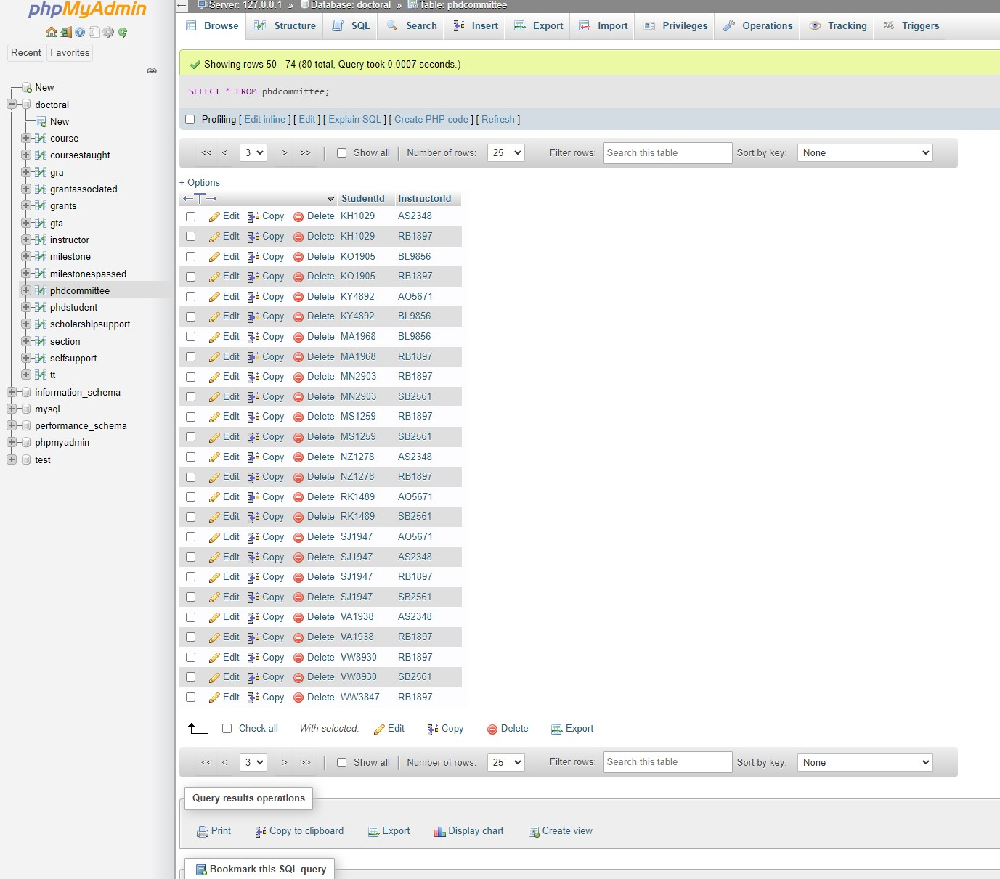 phpMyAdmin
Recent Favorites
New
doctoral
New
course
coursestaught
gra
grantassociated
grants
gta
instructor
milestone
milestonespassed
phdcommittee
phdstudent
scholarshipsupport
section
selfsupport
tt
information_schema
mysql
performance_schema
phpmyadmin
test
Server: 127.0.0.1 » Database: doctoral » Table: phdcommittee
Browse Structure SQL Search Insert Export Import Privileges Operations Tracking Triggers
Showing rows 50 - 74 (80 total, Query took 0.0007 seconds.)
SELECT * FROM phdcommittee;
Profiling [ Edit inline ] [ Edit ] [ Explain SQL ] [ Create PHP code ] [ Refresh ]
<< < 3 > >> | Show all | Number of rows: 25 Filter rows: Search this table Sort by key: None
+ Options
←T→ StudentId InstructorId
Edit Copy Delete KH1029 AS2348
Edit Copy Delete KH1029 RB1897
Edit Copy Delete KO1905 BL9856
Edit Copy Delete KO1905 RB1897
Edit Copy Delete KY4892 AO5671
Edit Copy Delete KY4892 BL9856
Edit Copy Delete MA1968 BL9856
Edit Copy Delete MA1968 RB1897
Edit Copy Delete MN2903 RB1897
Edit Copy Delete MN2903 SB2561
Edit Copy Delete MS1259 RB1897
Edit Copy Delete MS1259 SB2561
Edit Copy Delete NZ1278 AS2348
Edit Copy Delete NZ1278 RB1897
Edit Copy Delete RK1489 AO5671
Edit Copy Delete RK1489 SB2561
Edit Copy Delete SJ1947 AO5671
Edit Copy Delete SJ1947 AS2348
Edit Copy Delete SJ1947 RB1897
Edit Copy Delete SJ1947 SB2561
Edit Copy Delete VA1938 AS2348
Edit Copy Delete VA1938 RB1897
Edit Copy Delete VW8930 RB1897
Edit Copy Delete VW8930 SB2561
Edit Copy Delete WW3847 RB1897
Check all With selected: Edit Copy Delete Export
<< < 3 > >> | Show all | Number of rows: 25 Filter rows: Search this table Sort by key: None
Query results operations
Print Copy to clipboard Export Display chart Create view
Bookmark this SQL query